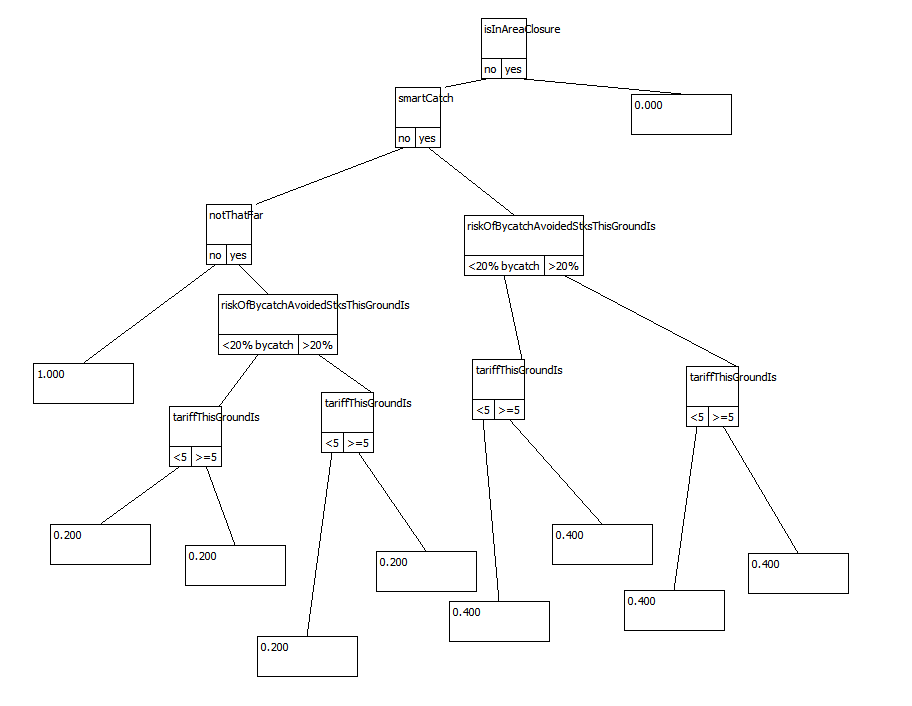 isInAreaClosure
no yes
smartCatch
no yes
0.000
notThatFar
no yes
riskOfBycatchAvoidedStksThisGroundIs
<20% bycatch >20%
riskOfBycatchAvoidedStksThisGroundIs
<20% bycatch >20%
1.000
tariffThisGroundIs
<5 >=5
tariffThisGroundIs
<5 >=5
tariffThisGroundIs
<5 >=5
tariffThisGroundIs
<5 >=5
0.200
0.200
0.200
0.200
0.400
0.400
0.400
0.400